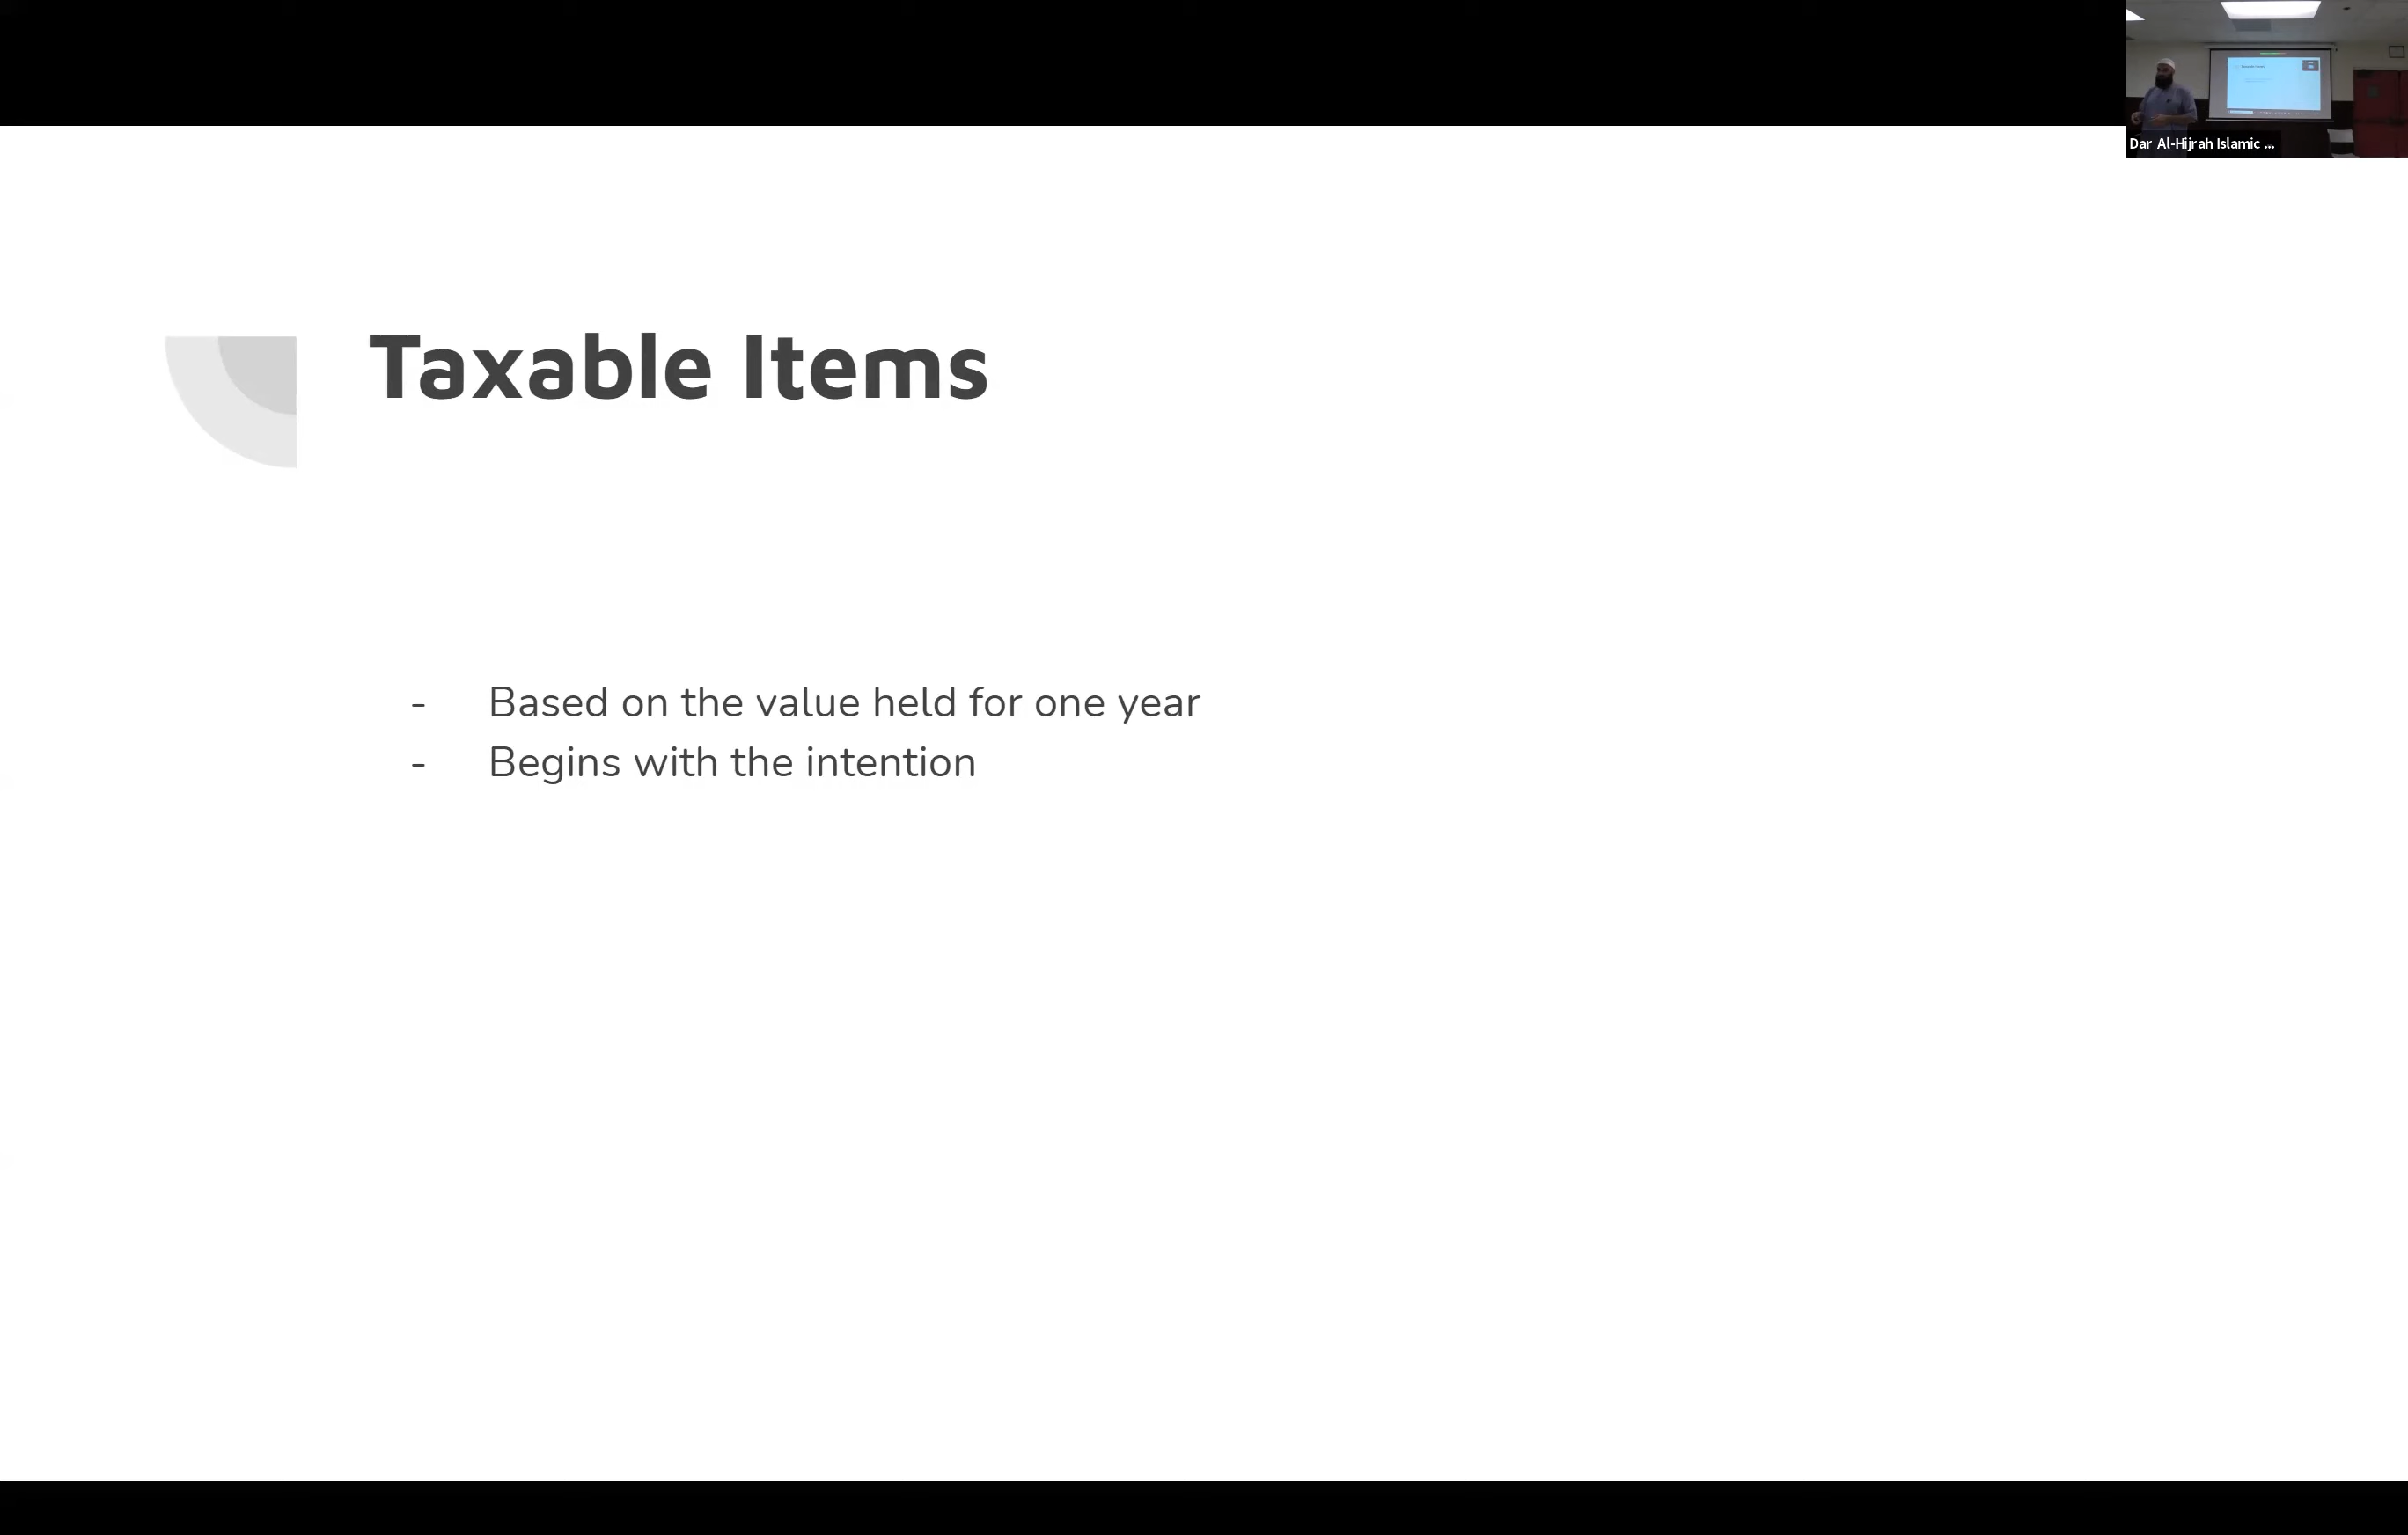 Dar Al-Hijrah Islamic ...
Taxable Items
- Based on the value held for one year
- Begins with the intention